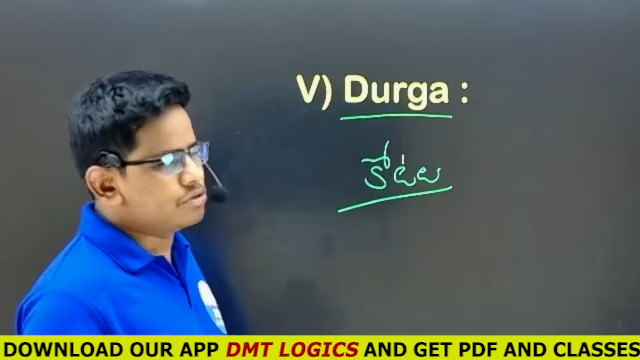 V) Durga :
కోటలు
DOWNLOAD OUR APP DMT LOGICS AND GET PDF AND CLASSES